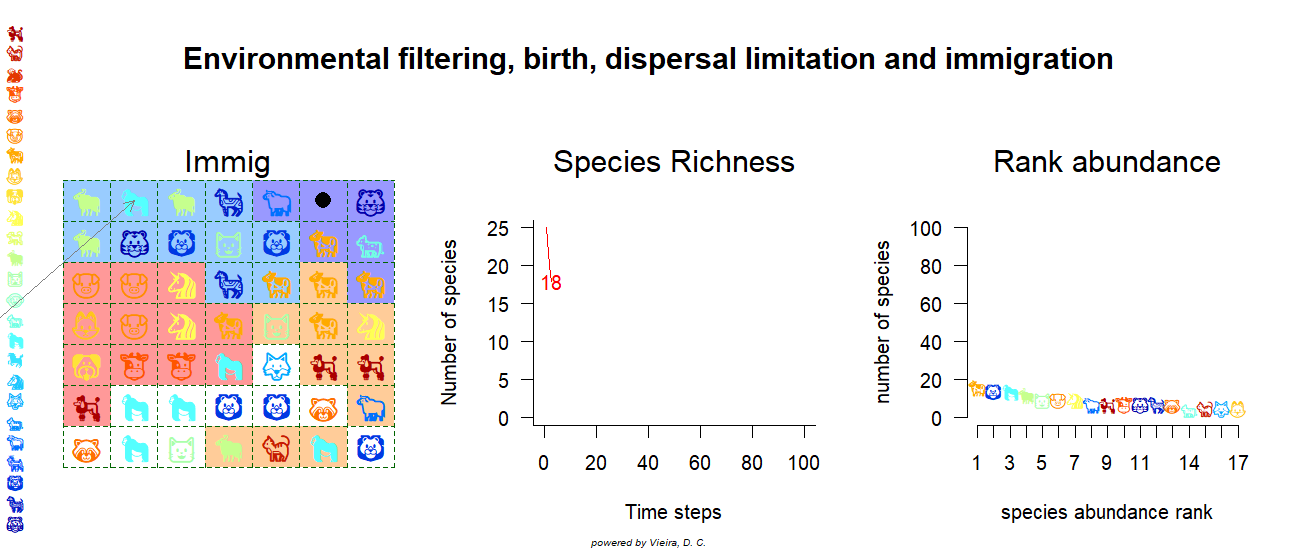 Environmental filtering, birth, dispersal limitation and immigration
Immig
Species Richness
Rank abundance
Number of species
25
20
15
10
5
0
18
0 20 40 60 80 100
Time steps
number of species
100
80
60
40
20
0
1 3 5 7 9 11 14 17
species abundance rank
powered by Vieira, D. C.